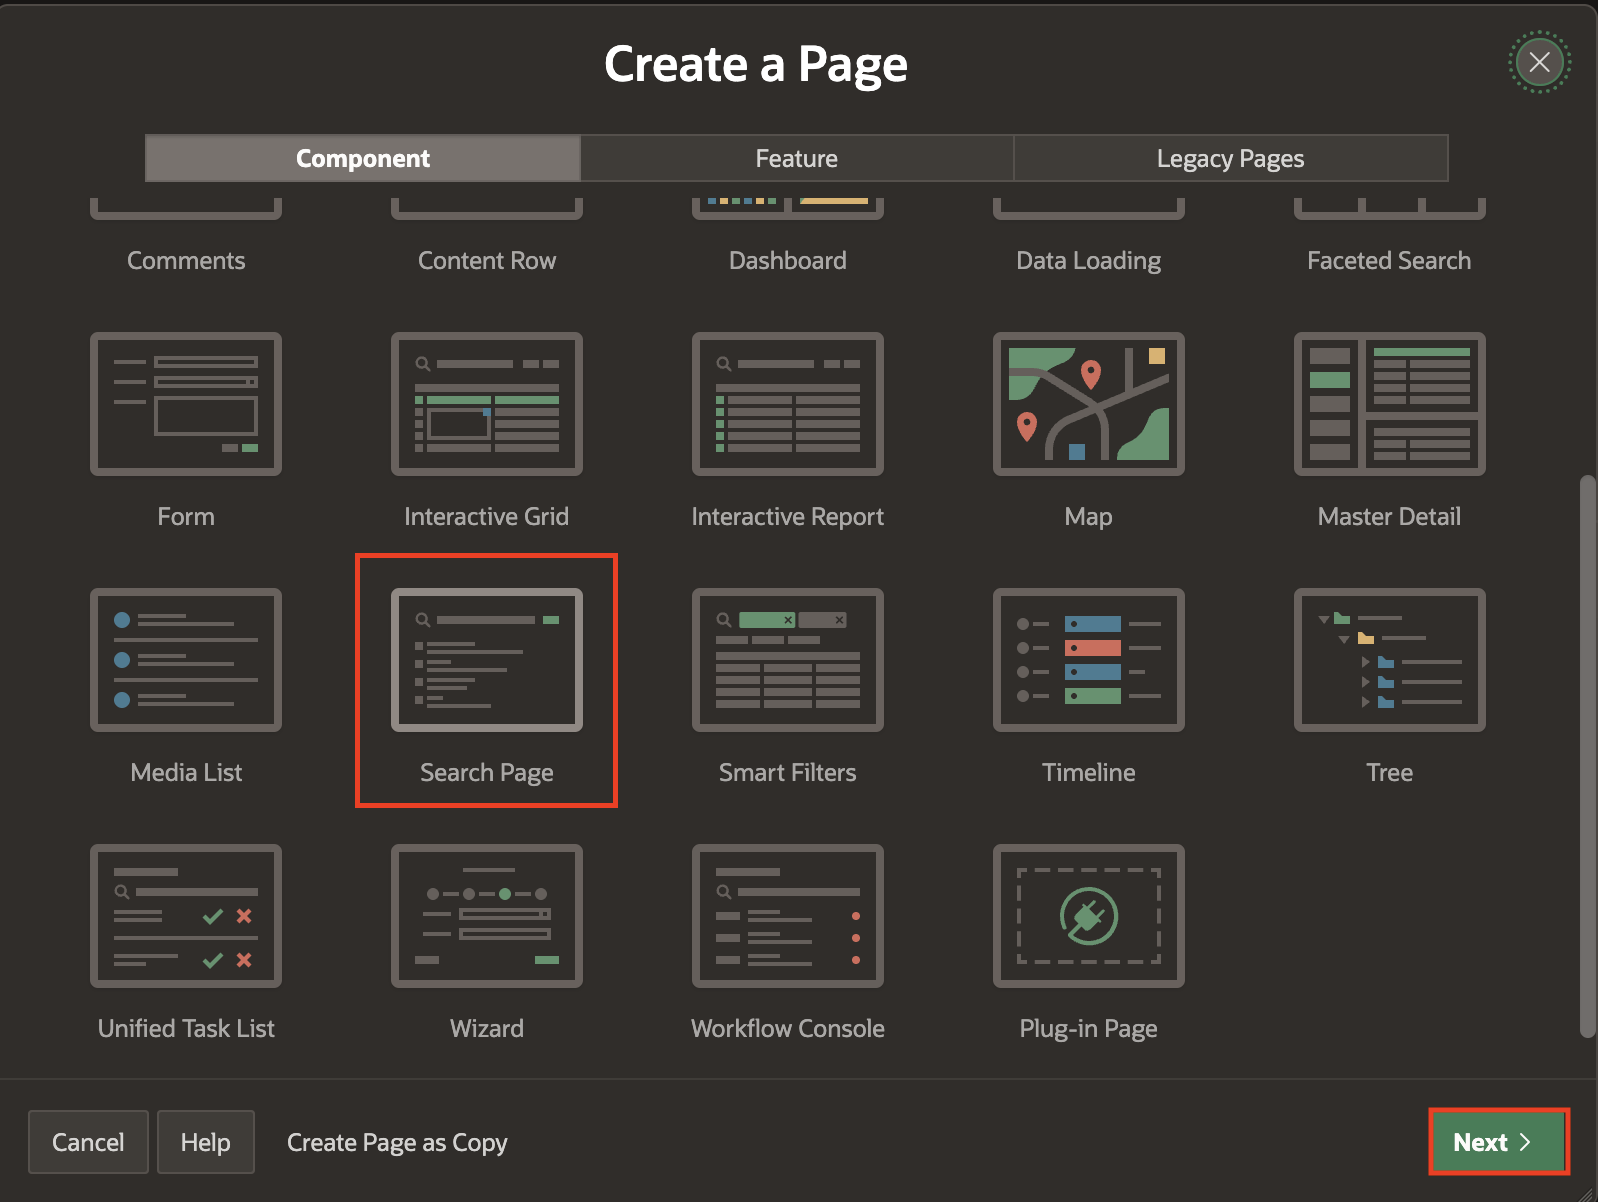 Create a Page
Component
Feature
Legacy Pages
Comments
Content Row
Dashboard
Data Loading
Faceted Search
Form
Interactive Grid
Interactive Report
Map
Master Detail
Media List
Search Page
Smart Filters
Timeline
Tree
Unified Task List
Wizard
Workflow Console
Plug-in Page
Cancel
Help
Create Page as Copy
Next